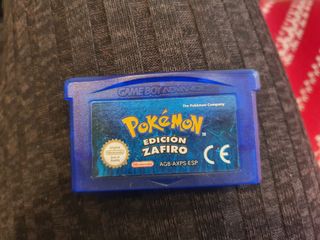 GAME BOY ADVANCE
The Pokémon Company
POKéMON
EDICIÓN
ZAFIRO
Nintendo
AGB-AXPS-ESP
CE